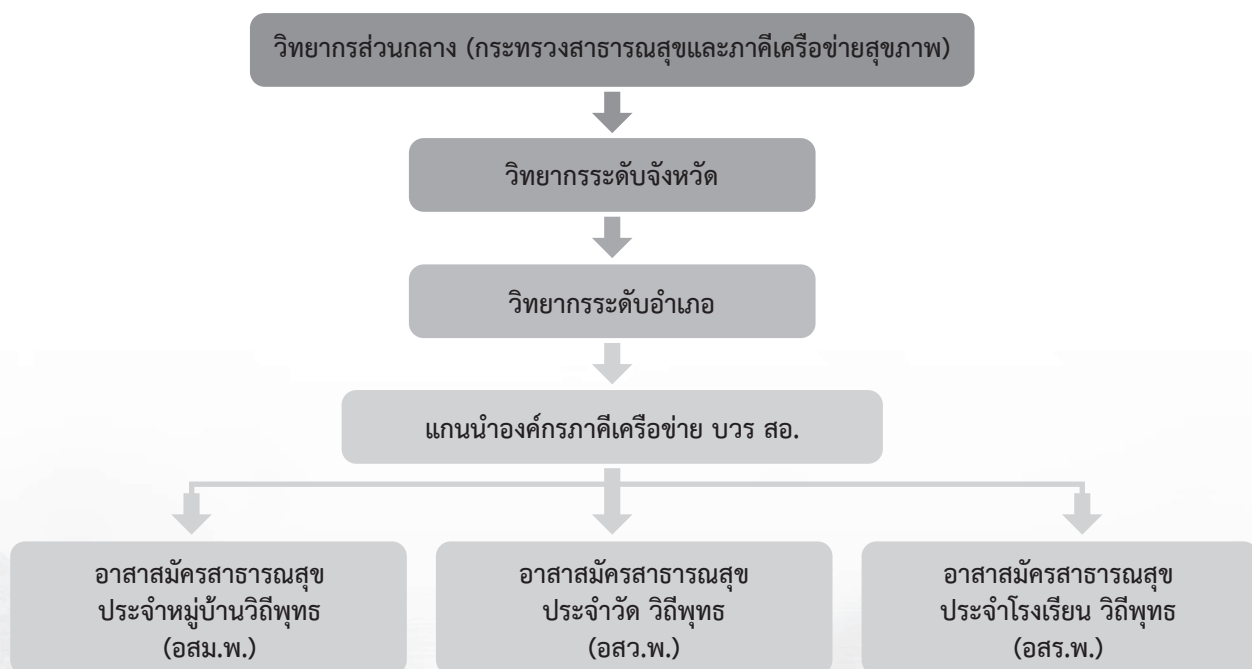 วิทยากรส่วนกลาง (กระทรวงสาธารณสุขและภาคีเครือข่ายสุขภาพ)
วิทยากรระดับจังหวัด
วิทยากรระดับอำเภอ
แกนนำองค์กรภาคีเครือข่าย บวร สอ.
อาสาสมัครสาธารณสุข
ประจำหมู่บ้านวิถีพุทธ
(อสม.พ.)
อาสาสมัครสาธารณสุข
ประจำวัด วิถีพุทธ
(อสว.พ.)
อาสาสมัครสาธารณสุข
ประจำโรงเรียน วิถีพุทธ
(อสร.พ.)